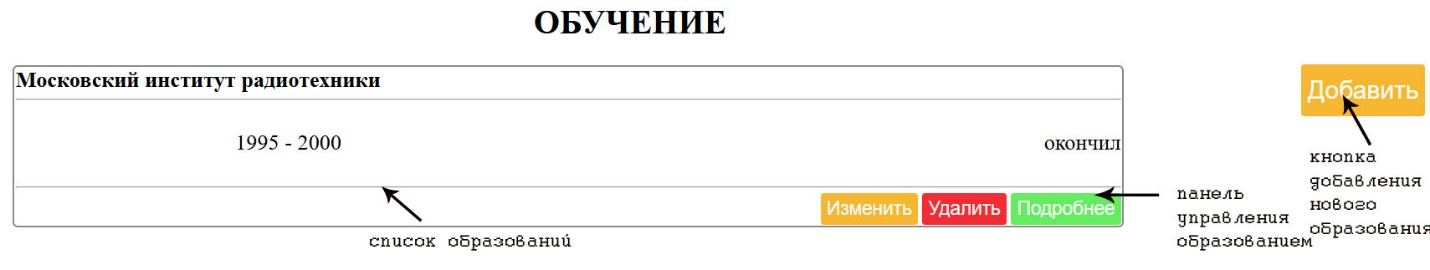 ОБУЧЕНИЕ
Московский институт радиотехники
Добавить
1995 - 2000
окончил
Изменить Удалить Подробнее
список образований
панель
управления
образованием
кнопка
добавления
нового
образования